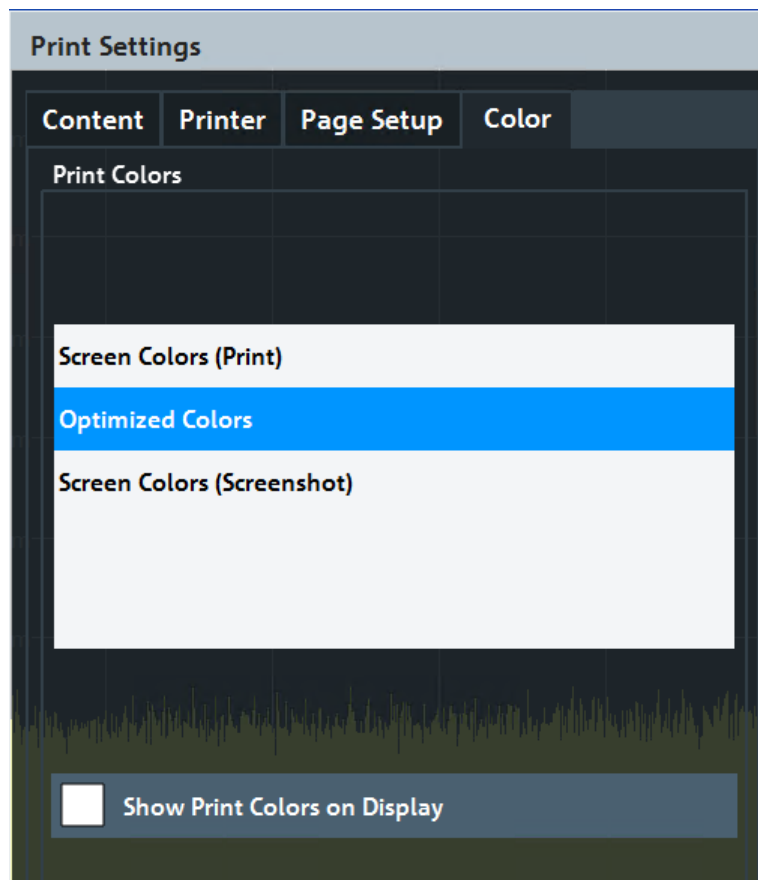 Print Settings
Content Printer Page Setup Color
Print Colors
Screen Colors (Print)
Optimized Colors
Screen Colors (Screenshot)
Show Print Colors on Display